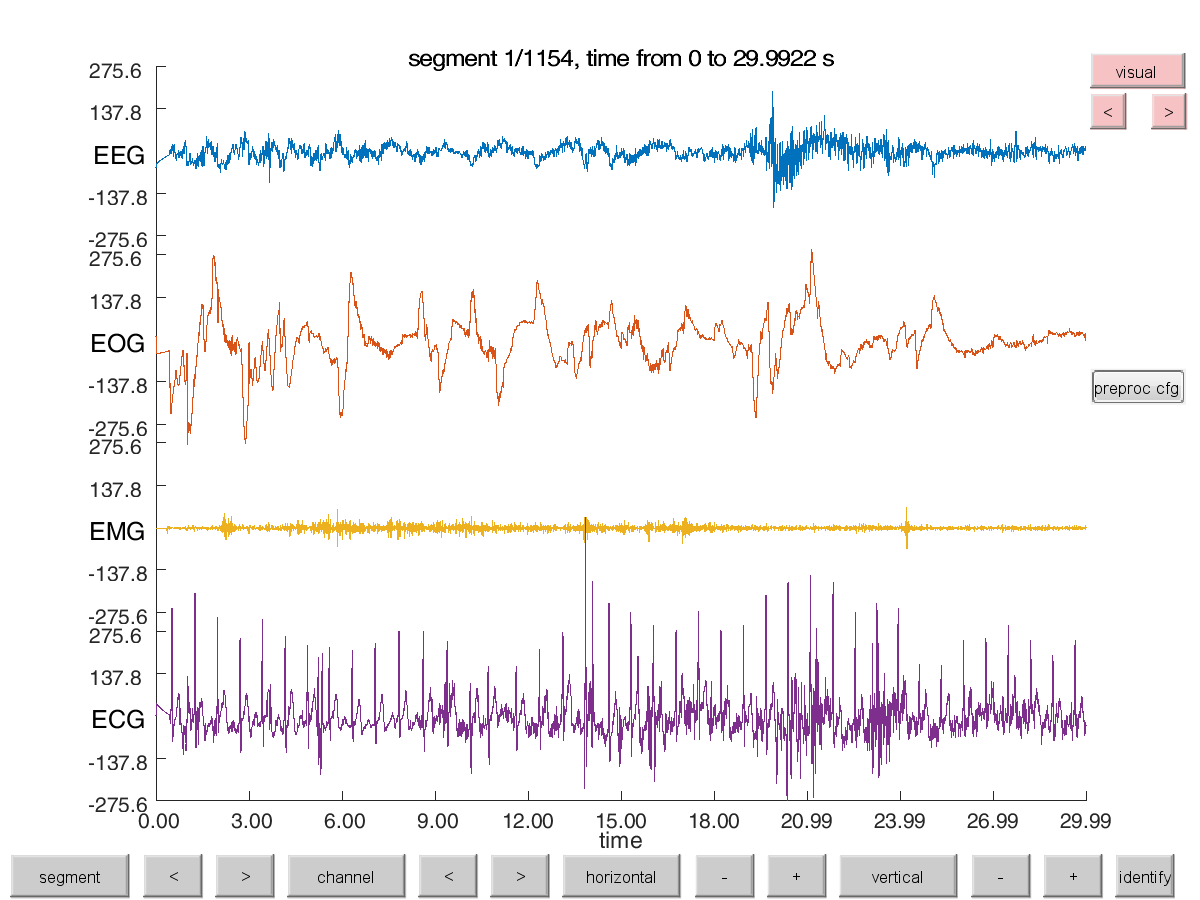 segment 1/1154, time from 0 to 29.9922 s
visual
< >
275.6
137.8
EEG
-137.8
-275.6
275.6
137.8
EOG
-137.8
-275.6
preproc cfg
275.6
137.8
EMG
-137.8
-275.6
275.6
137.8
ECG
-137.8
-275.6
0.00 3.00 6.00 9.00 12.00 15.00 18.00 20.99 23.99 26.99 29.99
time
segment < > channel < > horizontal - + vertical - + identify